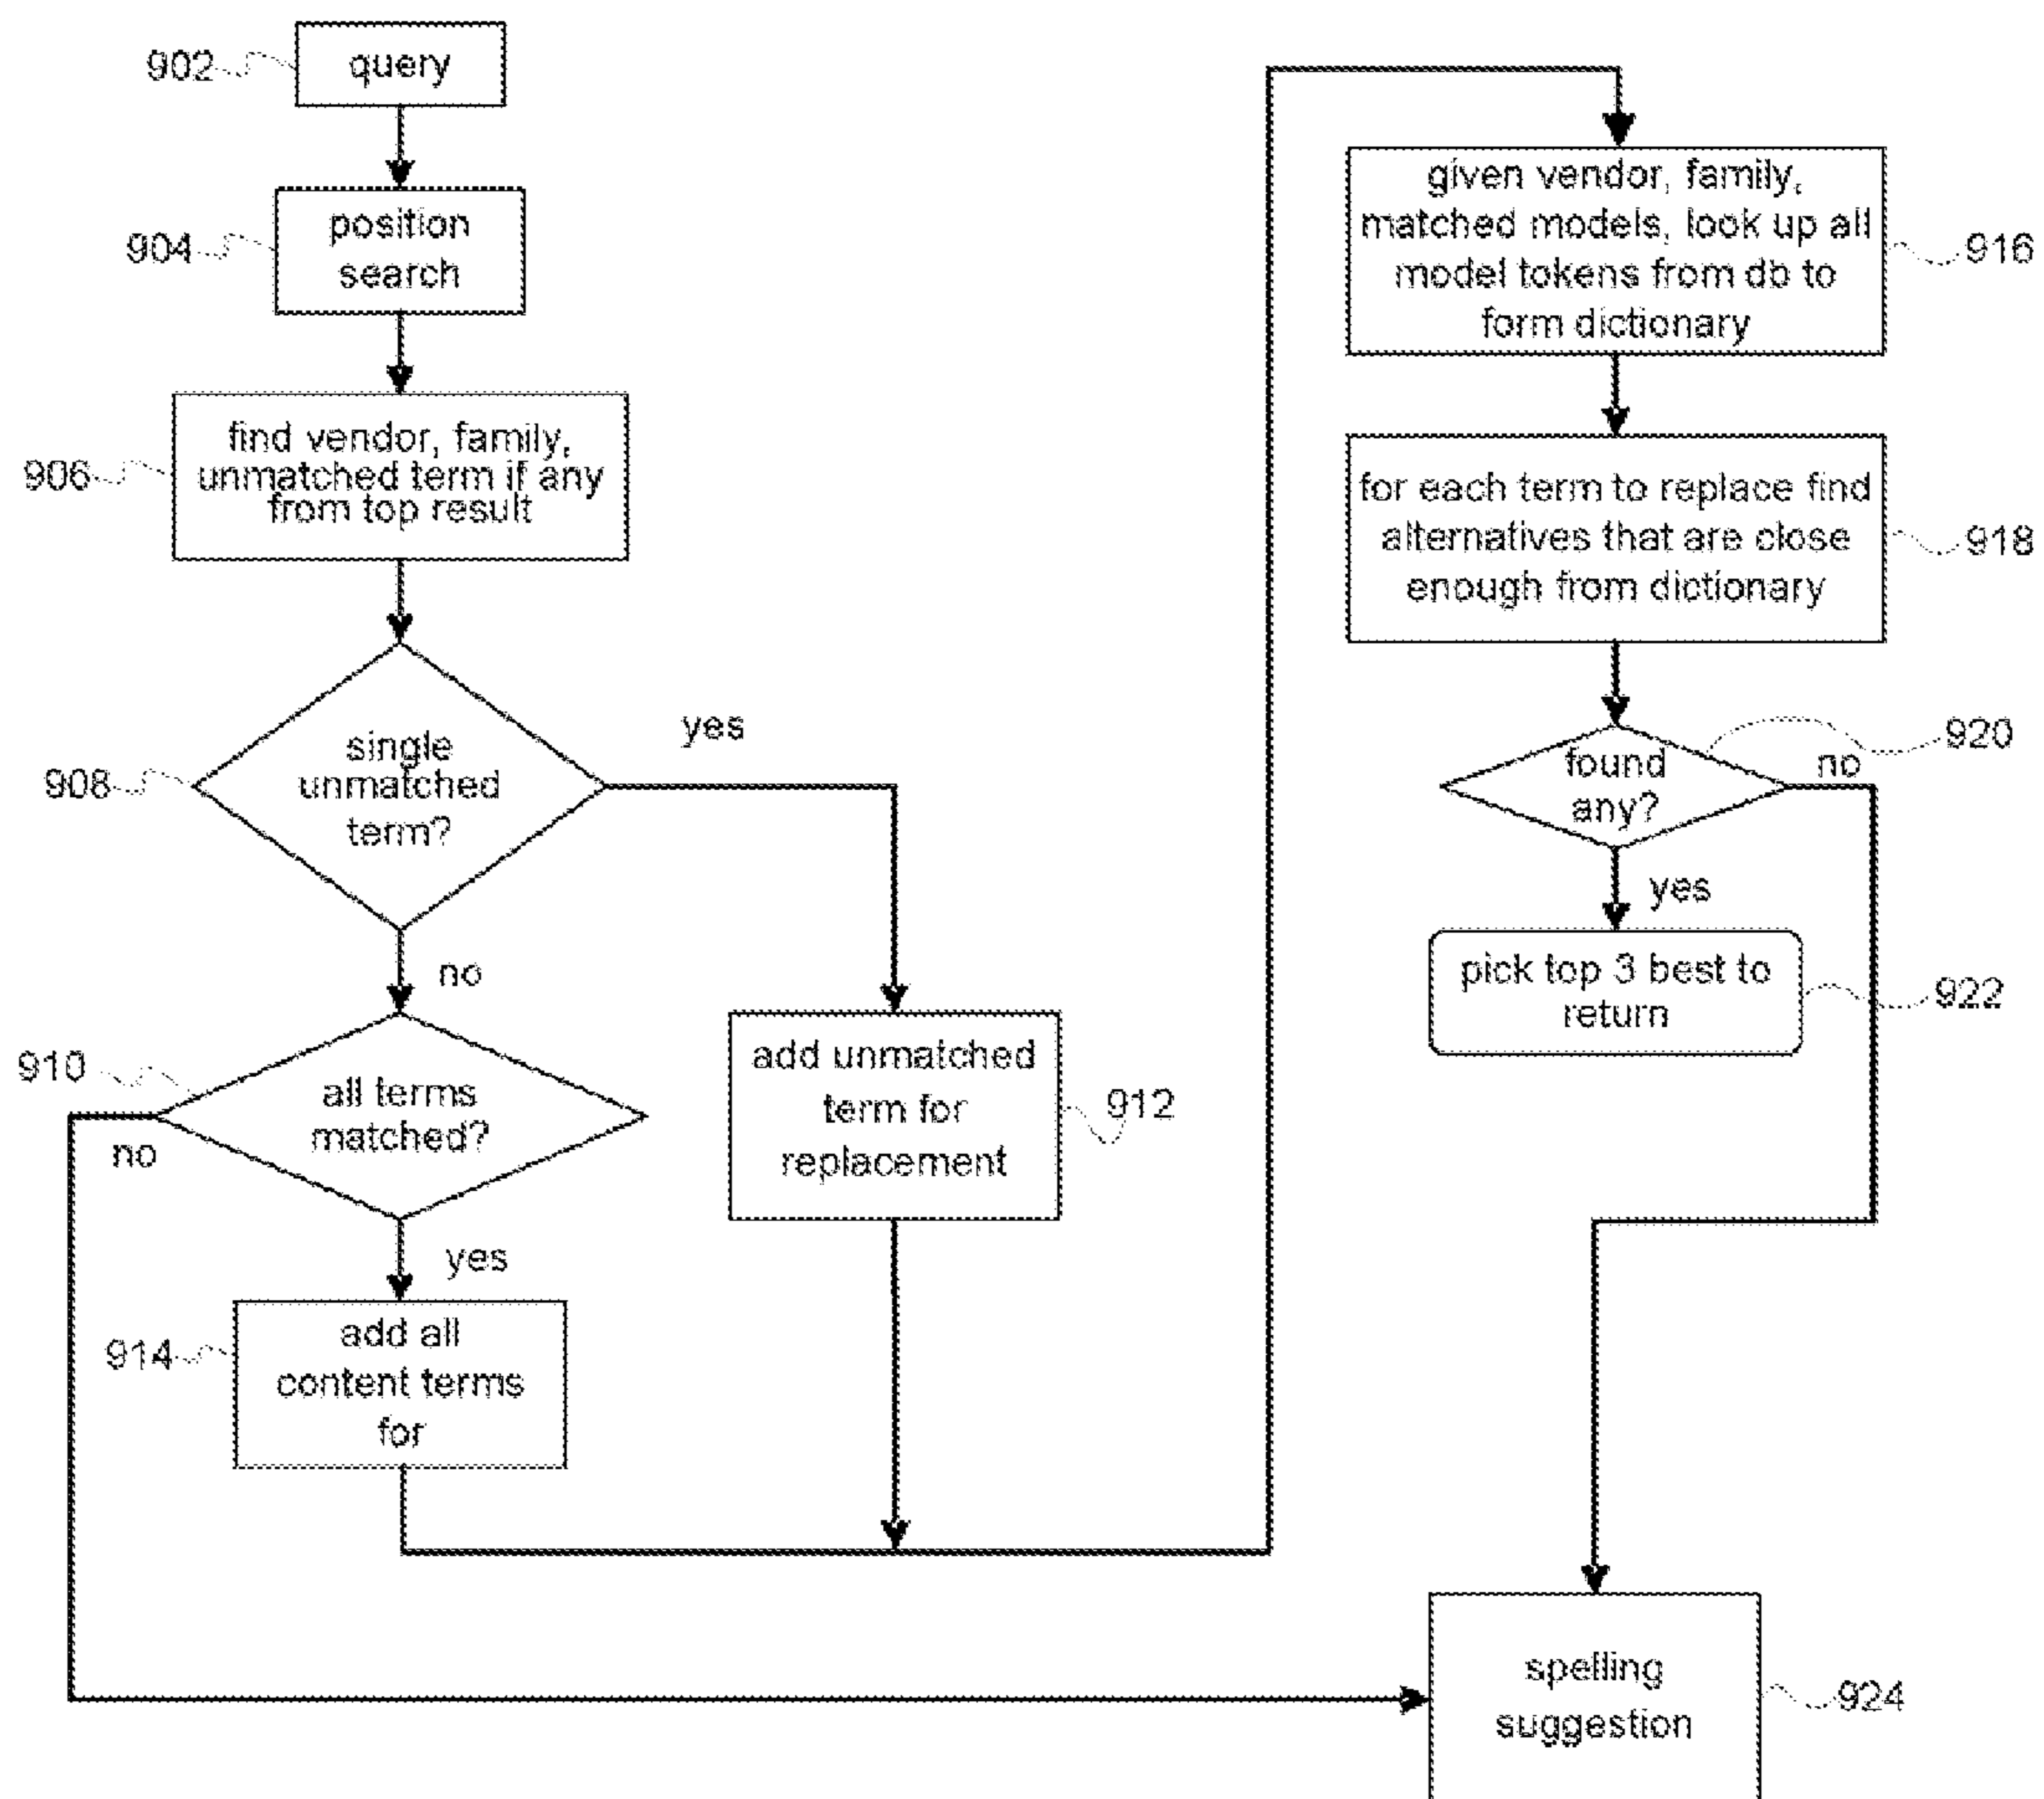 902
query
904
position
search
906
find vendor, family,
unmatched term if any
from top result
908
single
unmatched
term?
yes
no
910
all terms
matched?
no
yes
912
add unmatched
term for
replacement
914
add all
content terms
for
given vendor, family,
matched models, look up all
model tokens from db to
form dictionary
916
for each term to replace find
alternatives that are close
enough from dictionary
918
found
any?
920
no
yes
pick top 3 best to
return
922
spelling
suggestion
924